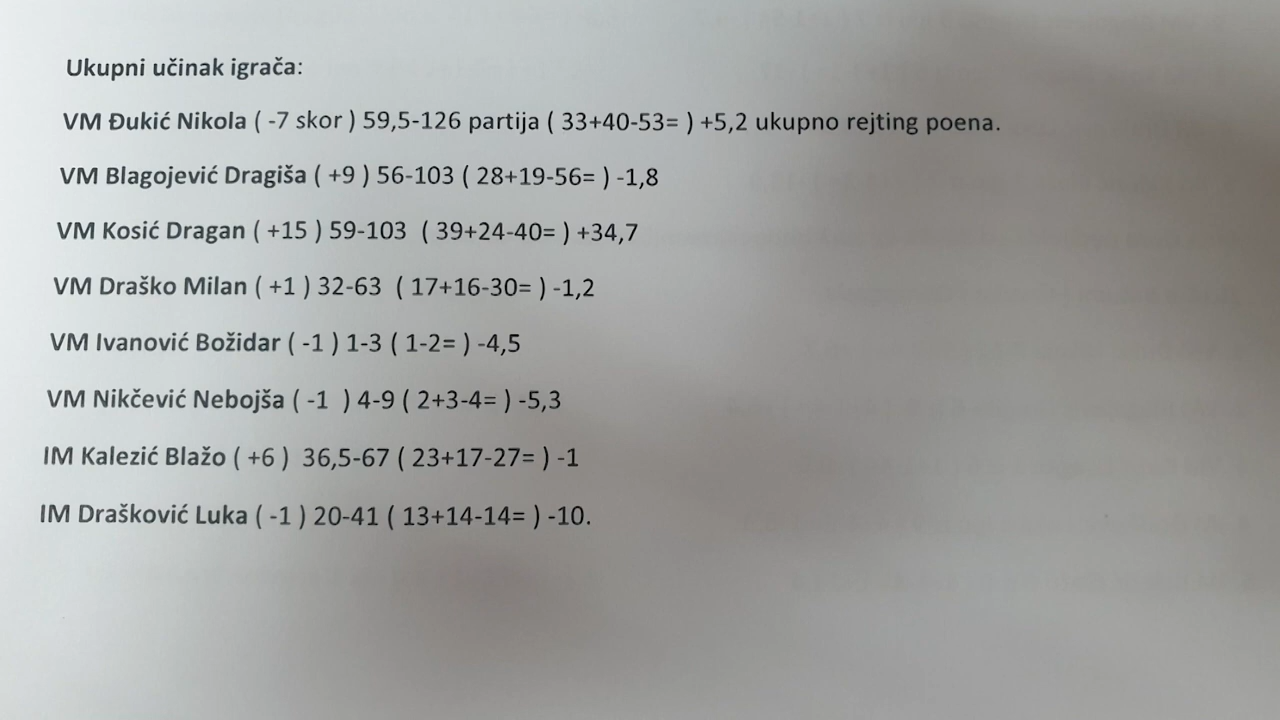 Ukupni učinak igrača:
VM Đukić Nikola ( -7 skor ) 59,5-126 partija ( 33+40-53= ) +5,2 ukupno rejting poena.
VM Blagojević Dragiša ( +9 ) 56-103 ( 28+19-56= ) -1,8
VM Kosić Dragan ( +15 ) 59-103 ( 39+24-40= ) +34,7
VM Draško Milan ( +1 ) 32-63 ( 17+16-30= ) -1,2
VM Ivanović Božidar ( -1 ) 1-3 ( 1-2= ) -4,5
VM Nikčević Nebojša ( -1 ) 4-9 ( 2+3-4= ) -5,3
IM Kalezić Blažo ( +6 ) 36,5-67 ( 23+17-27= ) -1
IM Drašković Luka ( -1 ) 20-41 ( 13+14-14= ) -10.